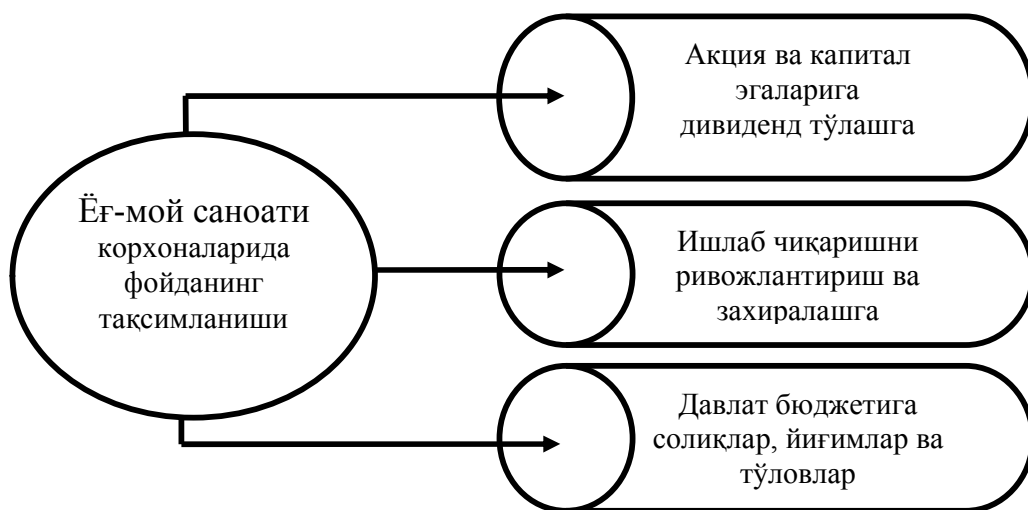 Ёғ-мой саноати
корхоналарида
фойданинг
тақсимланиши
Акция ва капитал
эгаларига
дивиденд тўлашга
Ишлаб чиқаришни
ривожлантириш ва
захиралашга
Давлат бюджетига
солиқлар, йиғимлар ва
тўловлар